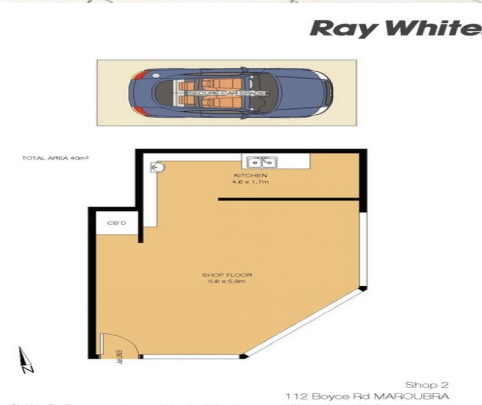 Ray White.
SECURE CAR SPACE
TOTAL AREA 40m²
KITCHEN
4.6 x 1.7m
CB'D
SHOP FLOOR
5.6 x 5.8m
ENTRY
N
Shop 2
112 Boyce Rd MAROUBRA